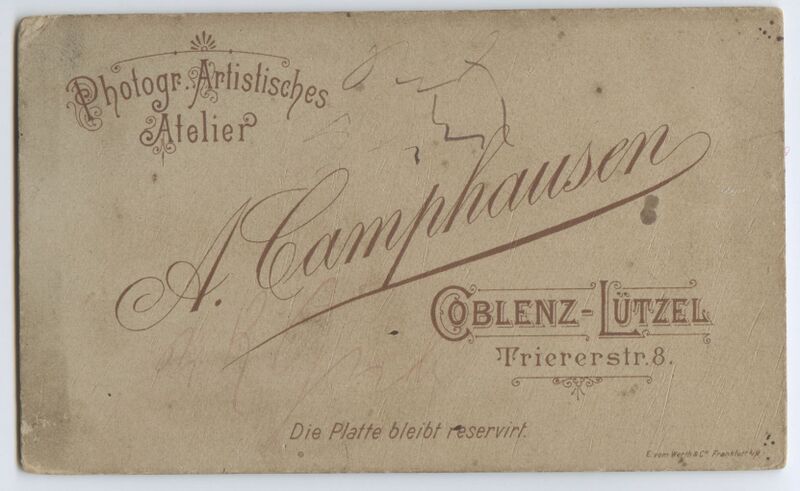 Photogr. Artistisches
Atelier
A. Camphausen
COBLENZ-LÜTZEL
Triererstr. 8.
Die Platte bleibt reservirt.
E. vom Werth & Co. Frankfurt a/M.